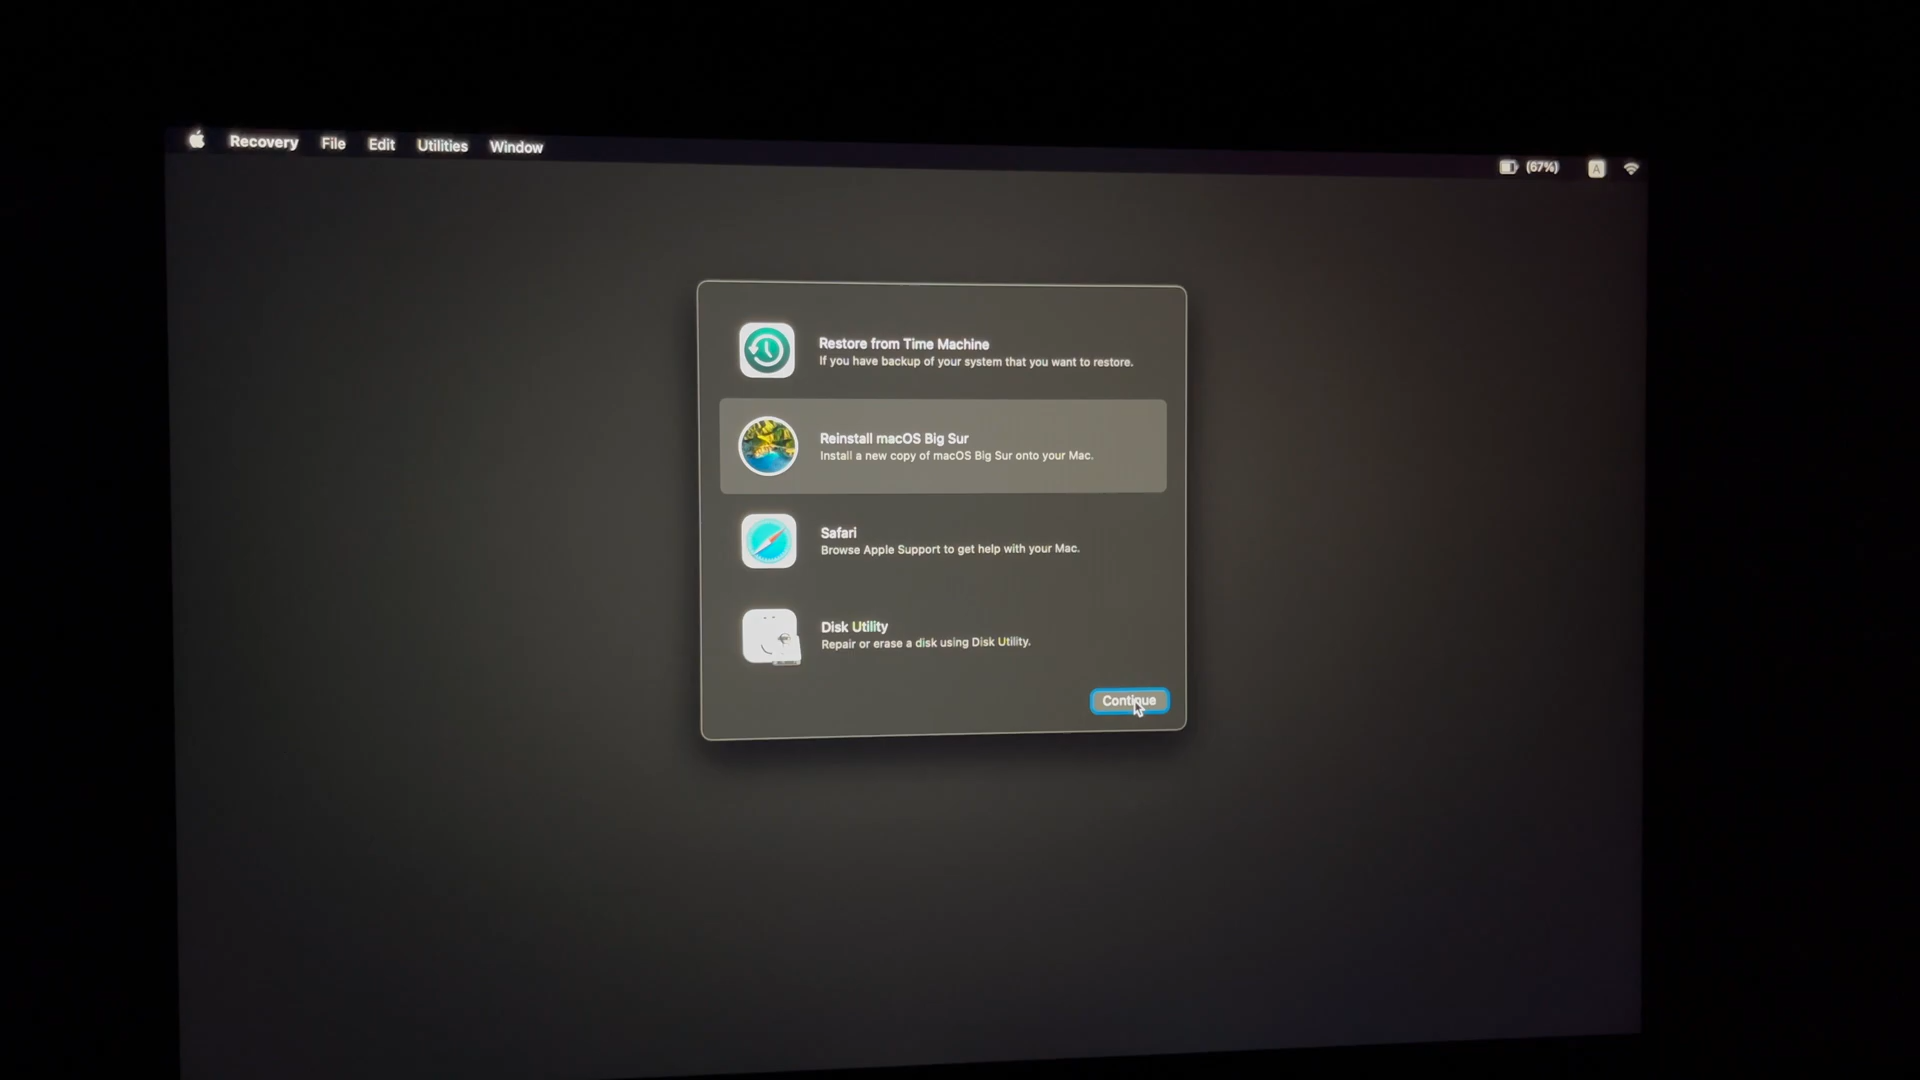 Recovery File Edit Utilities Window
(67%) A
Restore from Time Machine
If you have backup of your system that you want to restore.
Reinstall macOS Big Sur
Install a new copy of macOS Big Sur onto your Mac.
Safari
Browse Apple Support to get help with your Mac.
Disk Utility
Repair or erase a disk using Disk Utility.
Continue